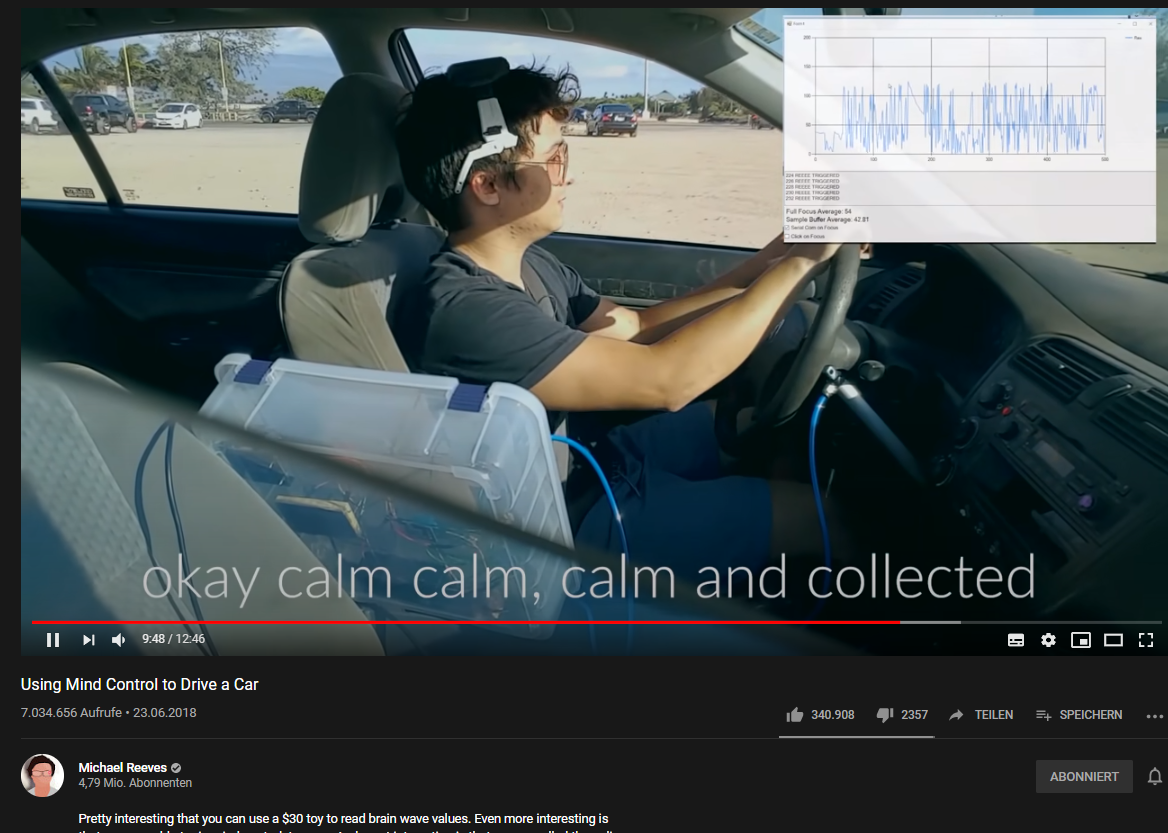 Form1
200
150
100
50
0
0 100 200 300 400 500
224 REEEE TRIGGERED
226 REEEE TRIGGERED
228 REEEE TRIGGERED
230 REEEE TRIGGERED
252 REEEE TRIGGERED
Full Focus Average: 54
Sample Buffer Average: 42.81
Send Com on Focus
Click on Focus
okay calm calm, calm and collected
9:48 / 12:46
Using Mind Control to Drive a Car
7.034.656 Aufrufe • 23.06.2018
340.908 2357 TEILEN SPEICHERN
Michael Reeves
4,79 Mio. Abonnenten
ABONNIERT
Pretty interesting that you can use a $30 toy to read brain wave values. Even more interesting is